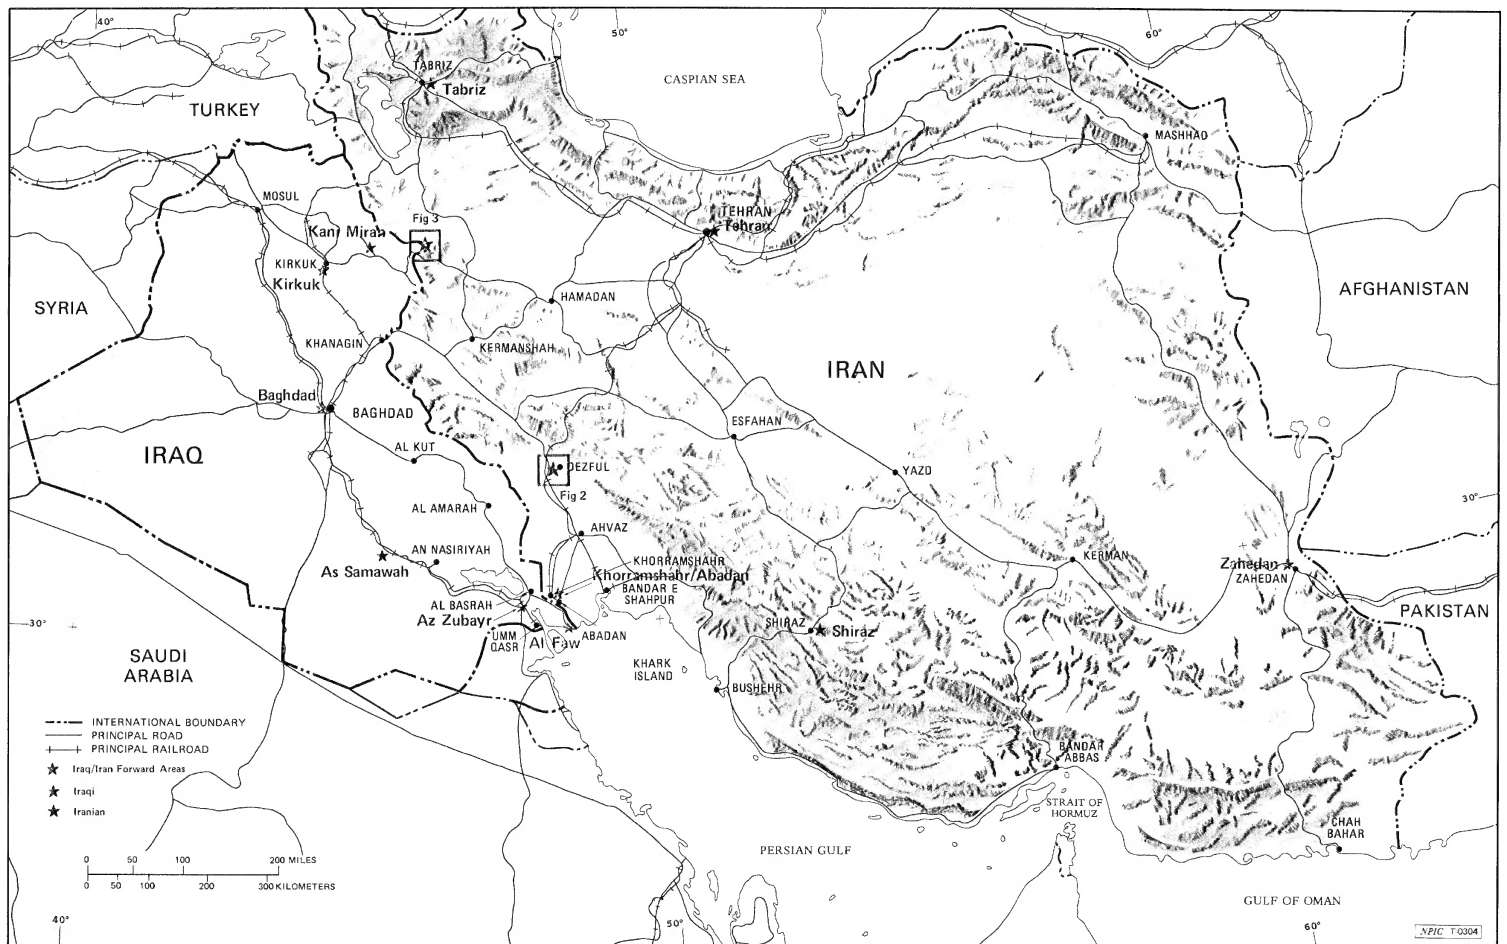 40°
50°
60°
CASPIAN SEA
TABRIZ
Tabriz
TURKEY
MASHHAD
MOSUL
Fig 3
Kani Miran
TEHRAN
Tehran
KIRKUK
Kirkuk
HAMADAN
AFGHANISTAN
SYRIA
KHANAGIN
KERMANSHAH
IRAN
Baghdad
BAGHDAD
ESFAHAN
AL KUT
IRAQ
DEZFUL
YAZD
Fig 2
30°
AL AMARAH
AHVAZ
AN NASIRIYAH
As Samawah
KHORRAMSHAHR
Khorramshahr/Abadan
BANDAR E
SHAHPUR
KERMAN
Zahedan
ZAHEDAN
AL BASRAH
Az Zubayr
PAKISTAN
30°
UMM
QASR
Al Faw
ABADAN
SHIRAZ
Shiraz
SAUDI
ARABIA
KHARK
ISLAND
BUSHEHR
INTERNATIONAL BOUNDARY
PRINCIPAL ROAD
PRINCIPAL RAILROAD
Iraq/Iran Forward Areas
Iraqi
Iranian
BANDAR
ABBAS
STRAIT OF
HORMUZ
CHAH
BAHAR
PERSIAN GULF
0 50 100 200 MILES
0 50 100 200 300 KILOMETERS
GULF OF OMAN
40°
50°
60°
NPIC T-0304